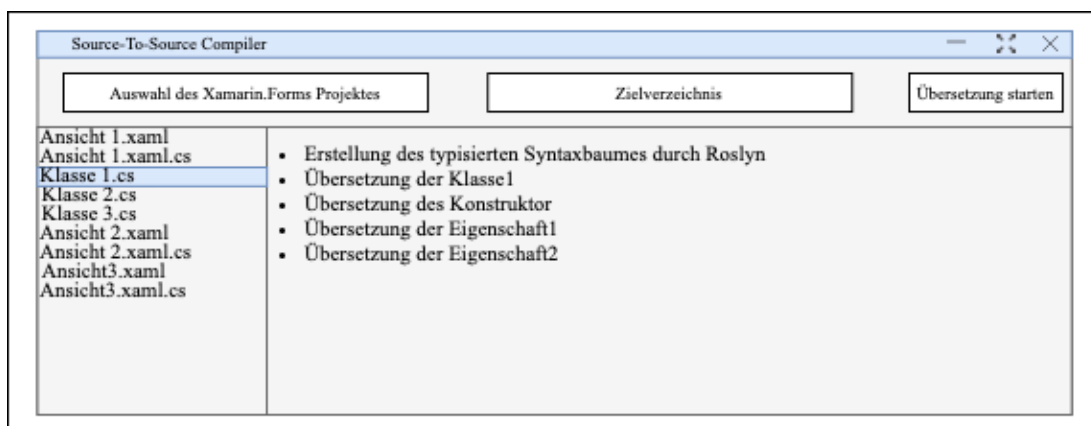 Source-To-Source Compiler
Auswahl des Xamarin.Forms Projektes
Zielverzeichnis
Übersetzung starten
Ansicht 1.xaml
Ansicht 1.xaml.cs
Klasse 1.cs
Klasse 2.cs
Klasse 3.cs
Ansicht 2.xaml
Ansicht 2.xaml.cs
Ansicht3.xaml
Ansicht3.xaml.cs
• Erstellung des typisierten Syntaxbaumes durch Roslyn
• Übersetzung der Klasse1
• Übersetzung des Konstruktor
• Übersetzung der Eigenschaft1
• Übersetzung der Eigenschaft2